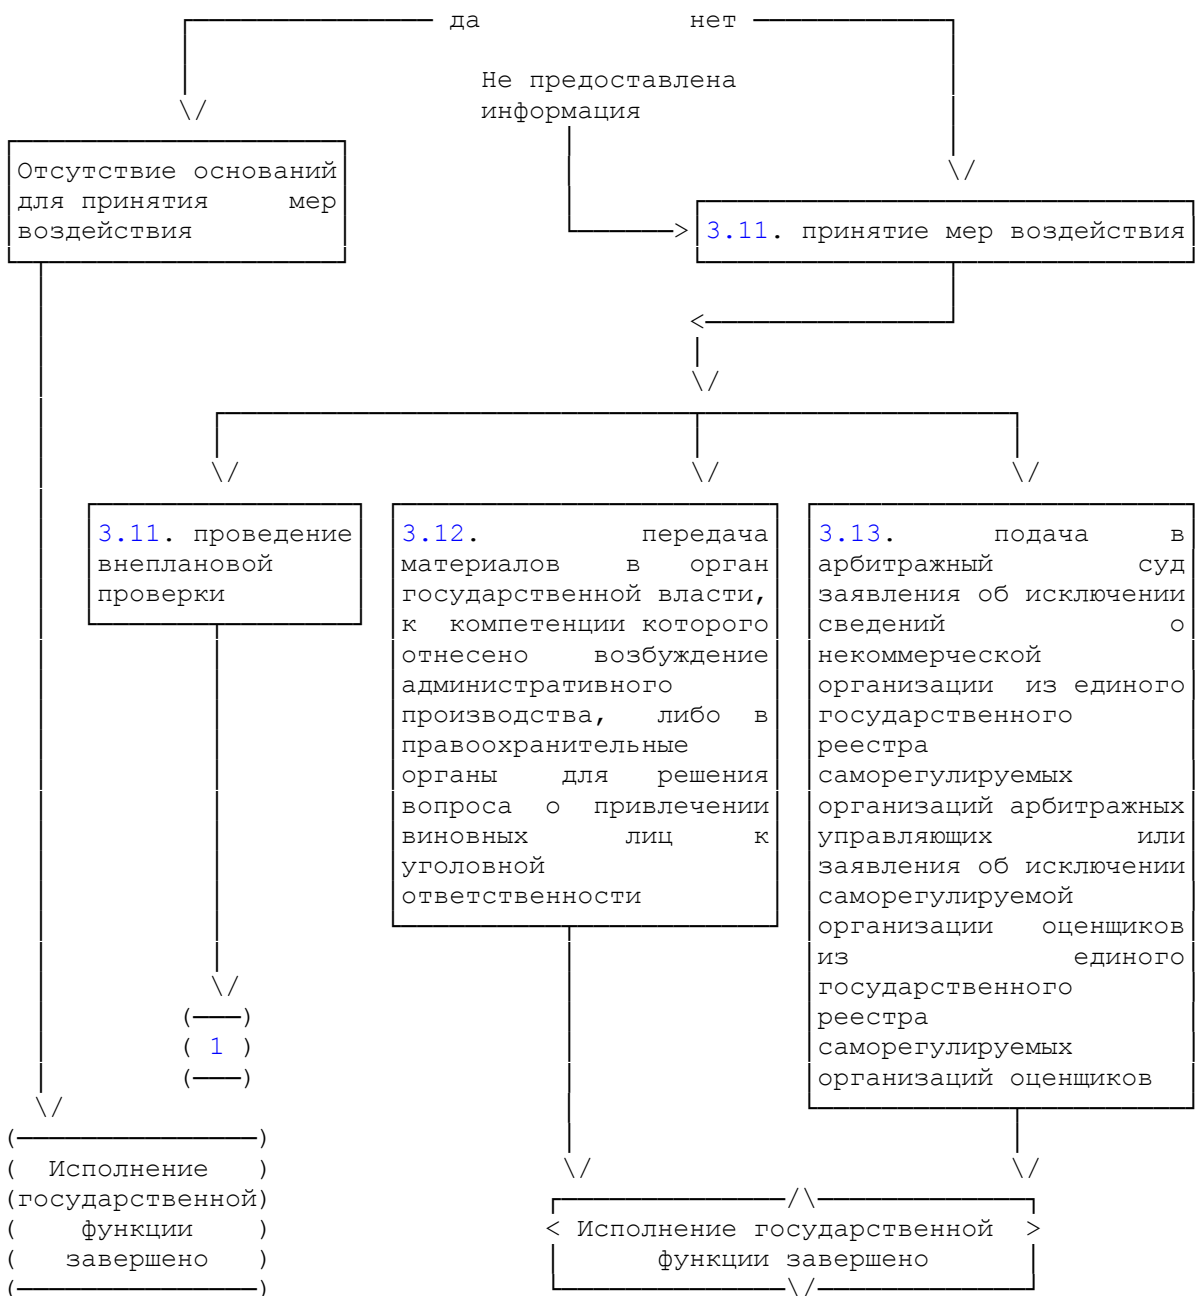 да нет
Не предоставлена
информация
Отсутствие оснований
для принятия мер
воздействия
3.11. принятие мер воздействия
3.11. проведение
внеплановой
проверки
3.12. передача
материалов в орган
государственной власти,
к компетенции которого
отнесено возбуждение
административного
производства, либо в
правоохранительные
органы для решения
вопроса о привлечении
виновных лиц к
уголовной
ответственности
3.13. подача в
арбитражный суд
заявления об исключении
сведений о
некоммерческой
организации из единого
государственного
реестра
саморегулируемых
организаций арбитражных
управляющих или
заявления об исключении
саморегулируемой
организации оценщиков
из единого
государственного
реестра
саморегулируемых
организаций оценщиков
( 1 )
( Исполнение )
(государственной)
( функции )
( завершено )
< Исполнение государственной >
функции завершено